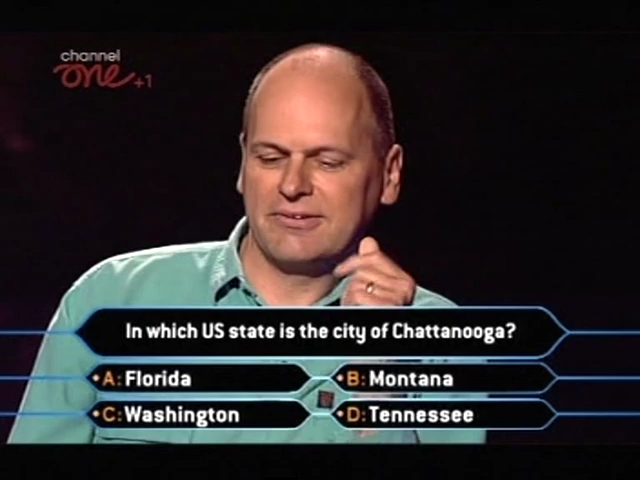 channel
one +1
In which US state is the city of Chattanooga?
A: Florida
B: Montana
C: Washington
D: Tennessee